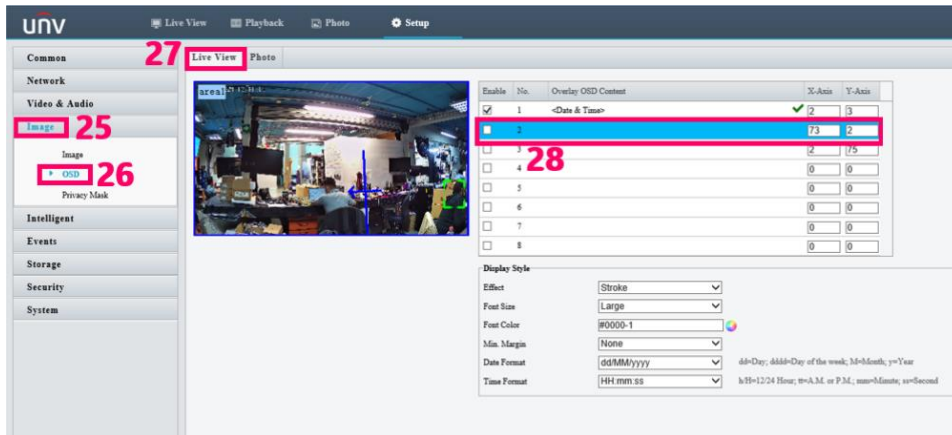 unv Live View Playback Photo Setup
27 Live View Photo
Common
Network
Video & Audio
Image 25
Image
OSD 26
Privacy Mask
Intelligent
Events
Storage
Security
System
area1
Enable No. Overlay OSD Content X-Axis Y-Axis
1 <Date & Time> 2 3
2 73 2
3 2 75
28
4 0 0
5 0 0
6 0 0
7 0 0
8 0 0
Display Style
Effect Stroke
Font Size Large
Font Color #0000-1
Min. Margin None
Date Format dd/MM/yyyy dd=Day; dddd=Day of the week; M=Month; y=Year
Time Format HH:mm:ss h/H=12/24 Hour; tt=A.M. or P.M.; mm=Minute; ss=Second